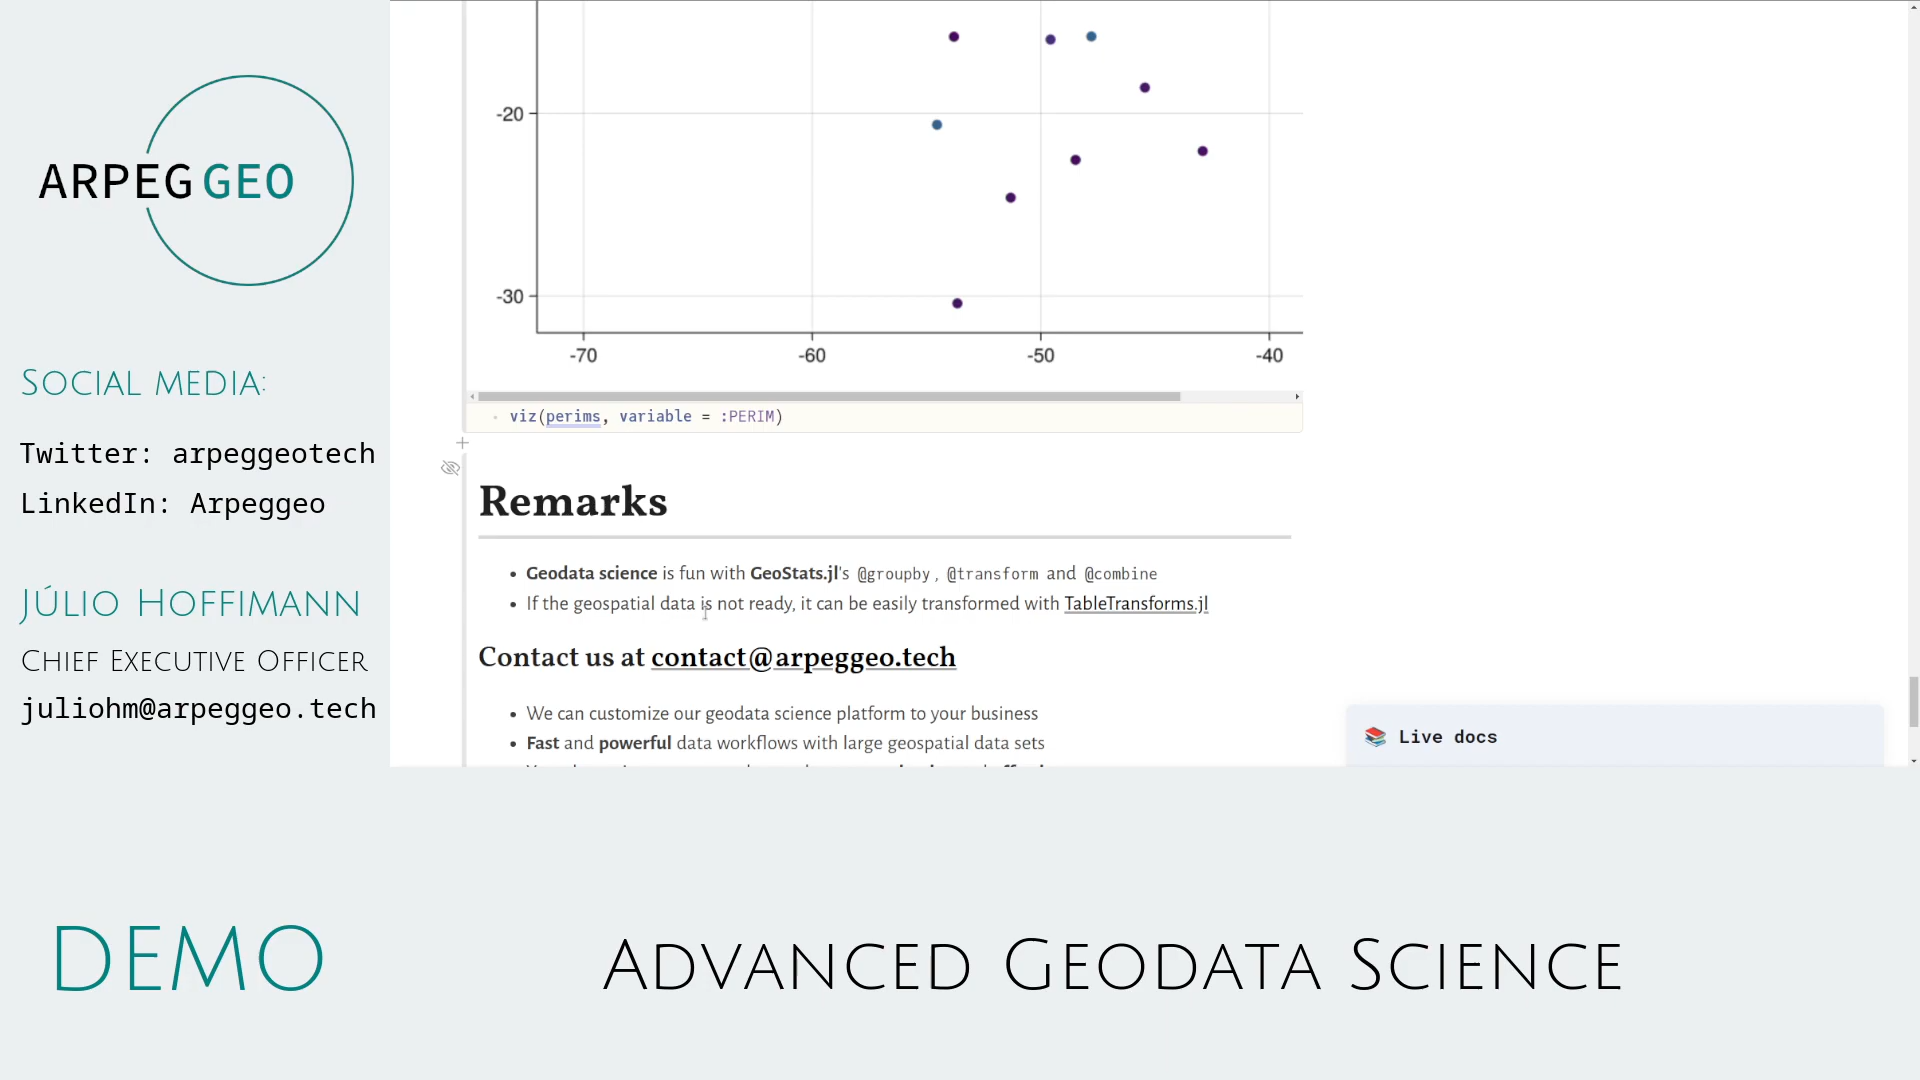 ARPEGGEO
SOCIAL MEDIA:
Twitter: arpeggeotech
LinkedIn: Arpeggeo
JÚLIO HOFFIMANN
CHIEF EXECUTIVE OFFICER
juliohm@arpeggeo.tech
-20
-30
-70 -60 -50 -40
viz(perims, variable = :PERIM)
Remarks
• Geodata science is fun with GeoStats.jl's @groupby, @transform and @combine
• If the geospatial data is not ready, it can be easily transformed with TableTransforms.jl
Contact us at contact@arpeggeo.tech
• We can customize our geodata science platform to your business
• Fast and powerful data workflows with large geospatial data sets
📚 Live docs
DEMO
ADVANCED GEODATA SCIENCE